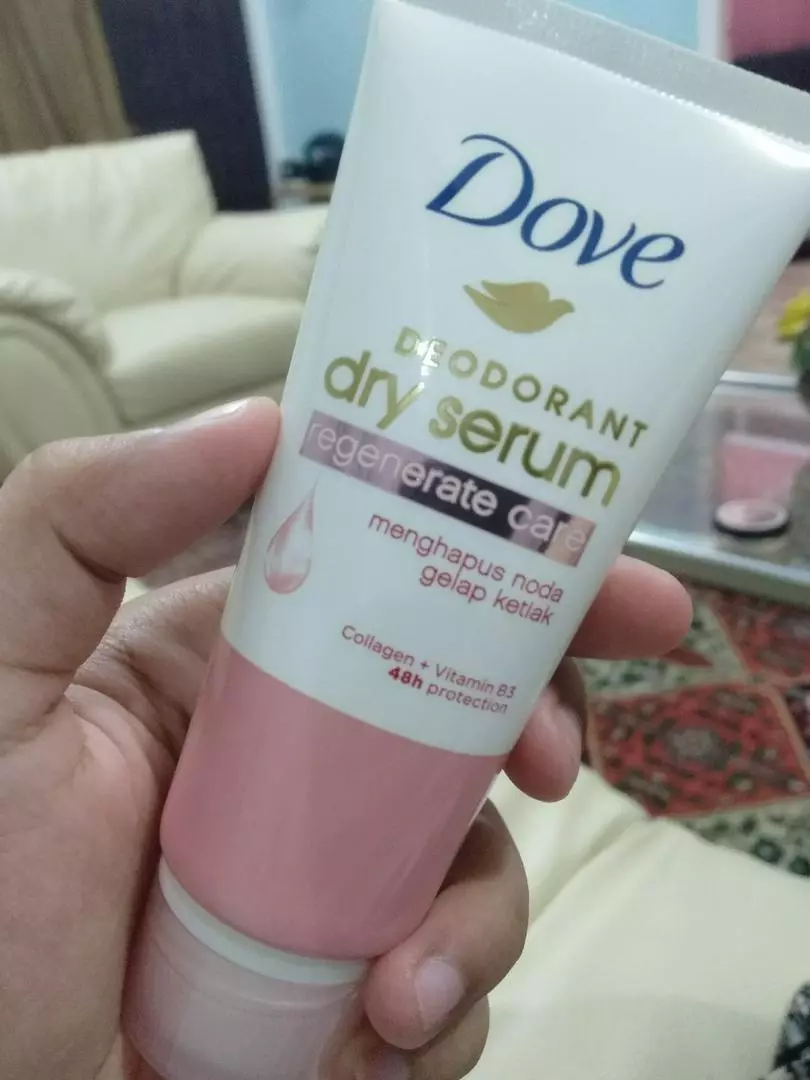 Dove
DEODORANT
dry serum
regenerate care
menghapus noda
gelap ketiak
Collagen + Vitamin B3
48h protection